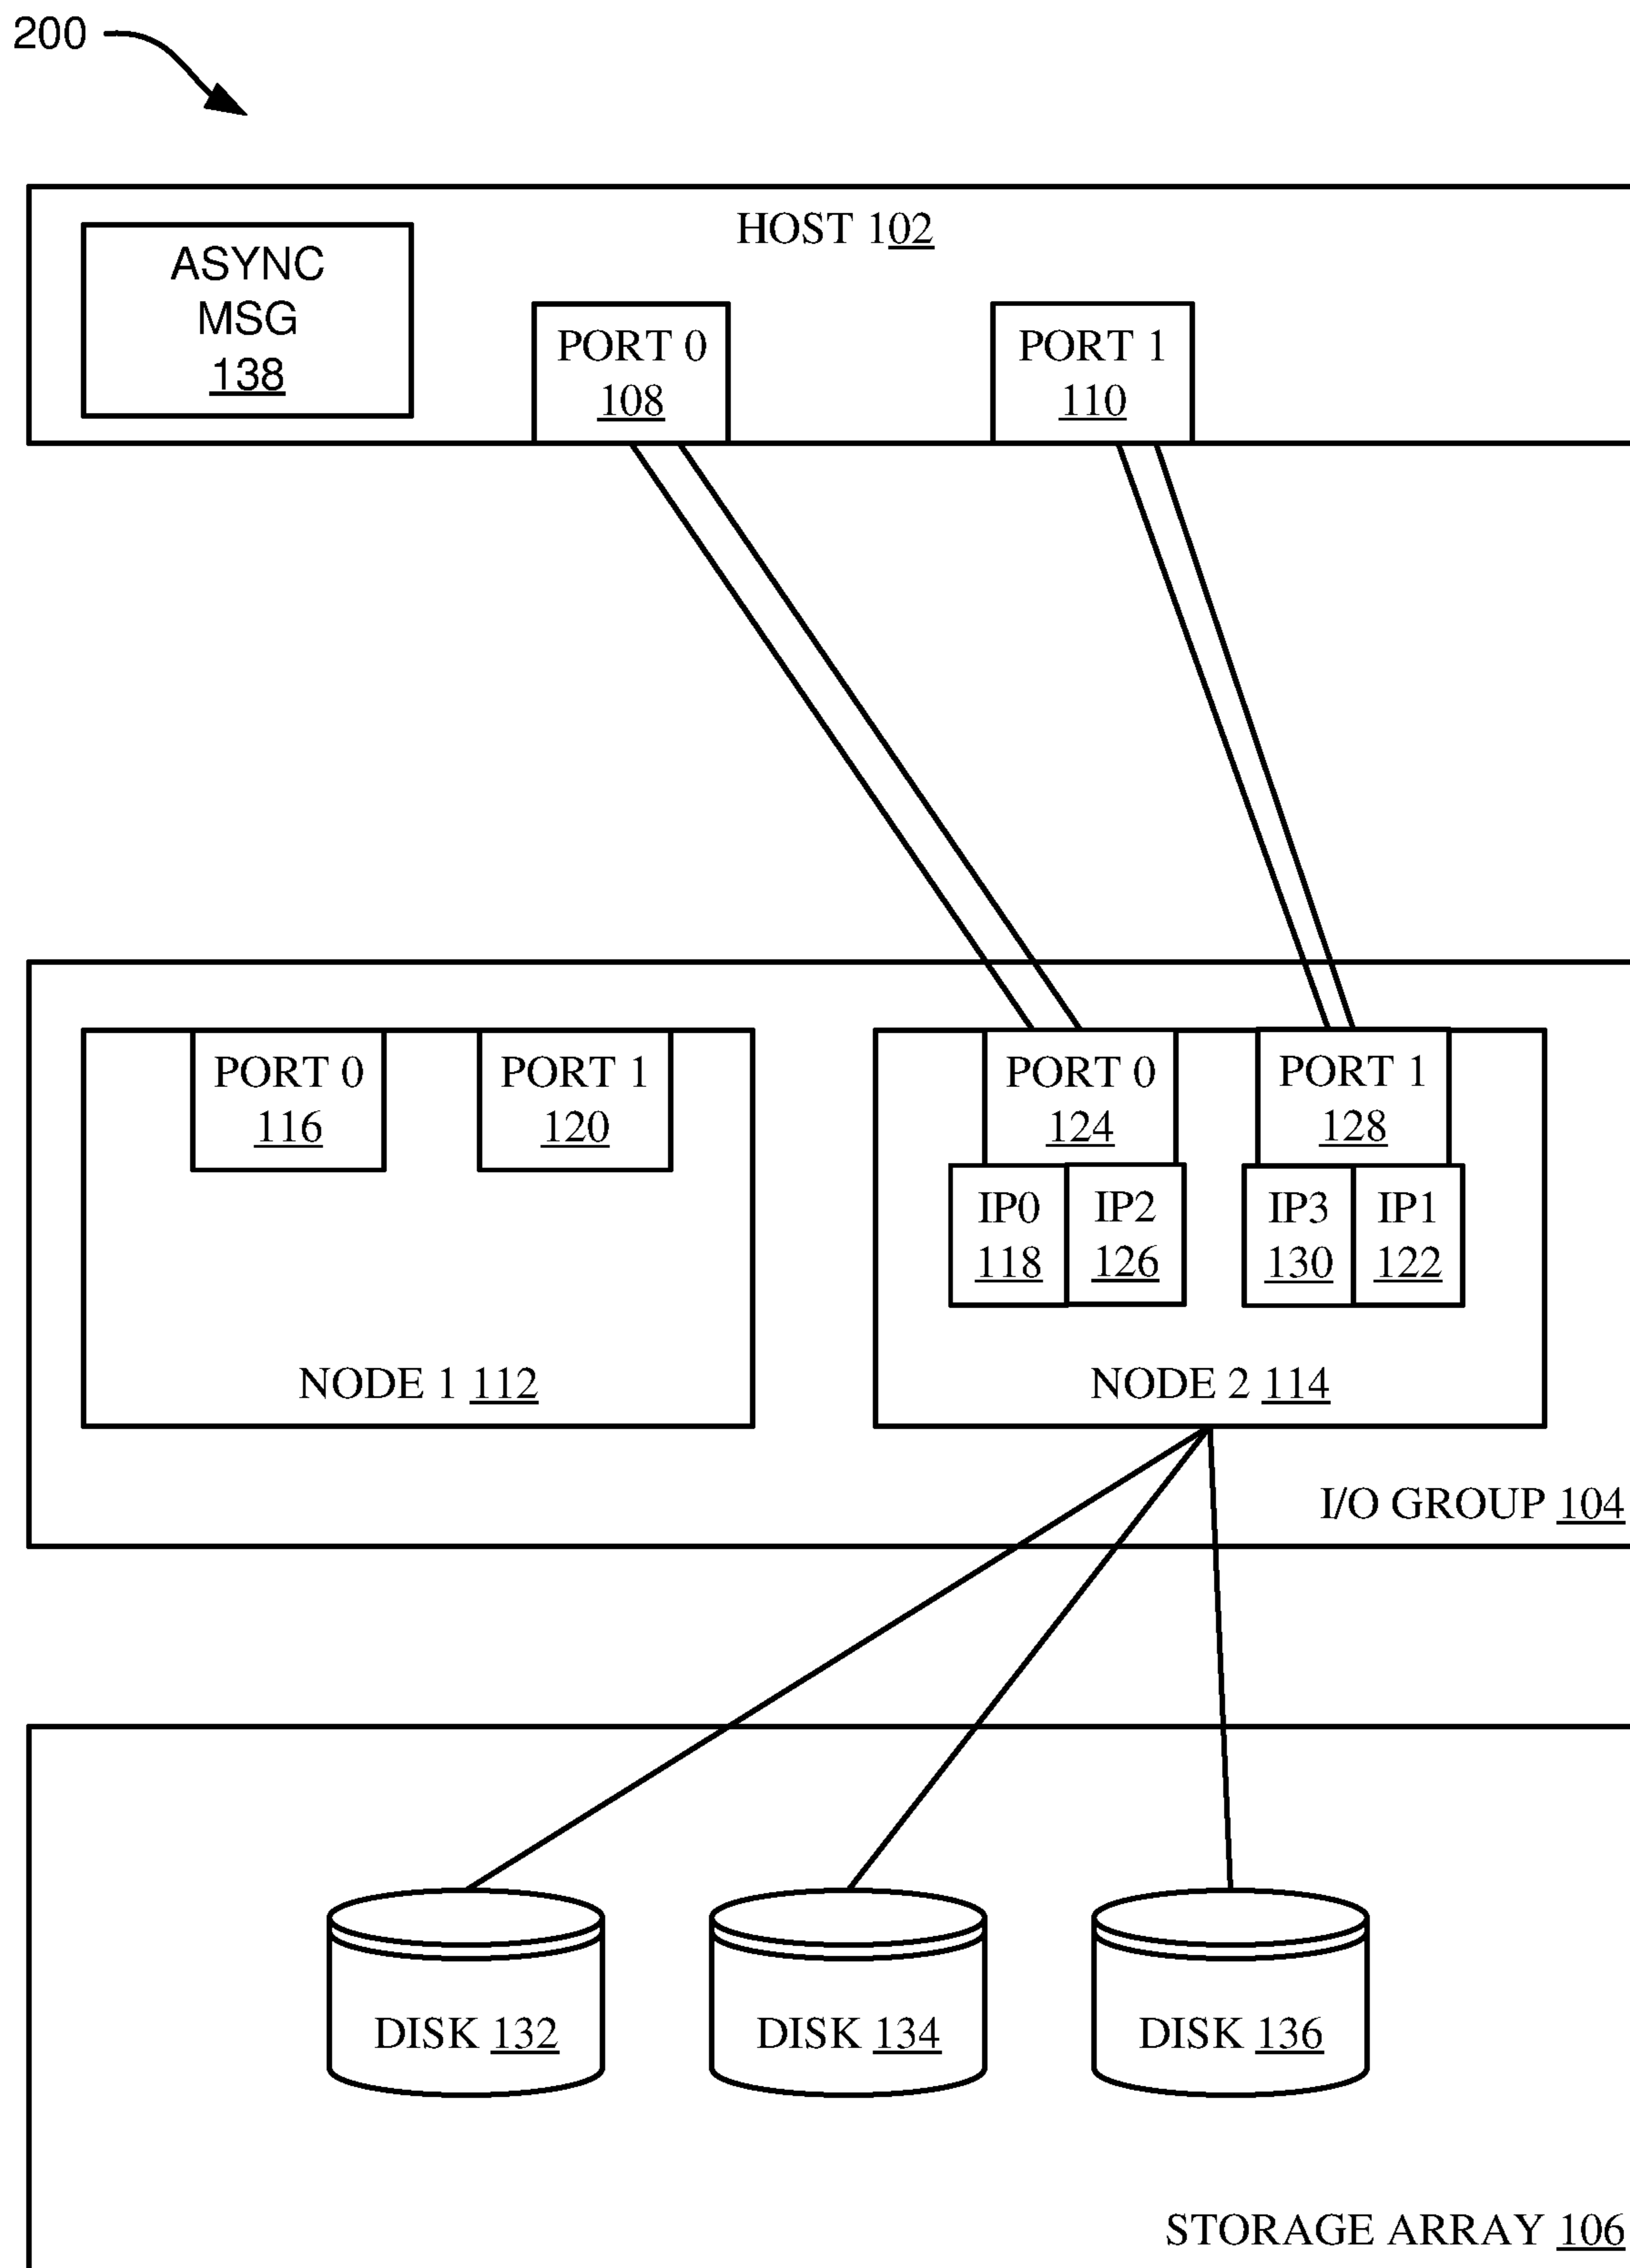 200
HOST 102
ASYNC
MSG
138
PORT 0
108
PORT 1
110
PORT 0
116
PORT 1
120
PORT 0
124
PORT 1
128
IP0
118
IP2
126
IP3
130
IP1
122
NODE 1 112
NODE 2 114
I/O GROUP 104
DISK 132
DISK 134
DISK 136
STORAGE ARRAY 106